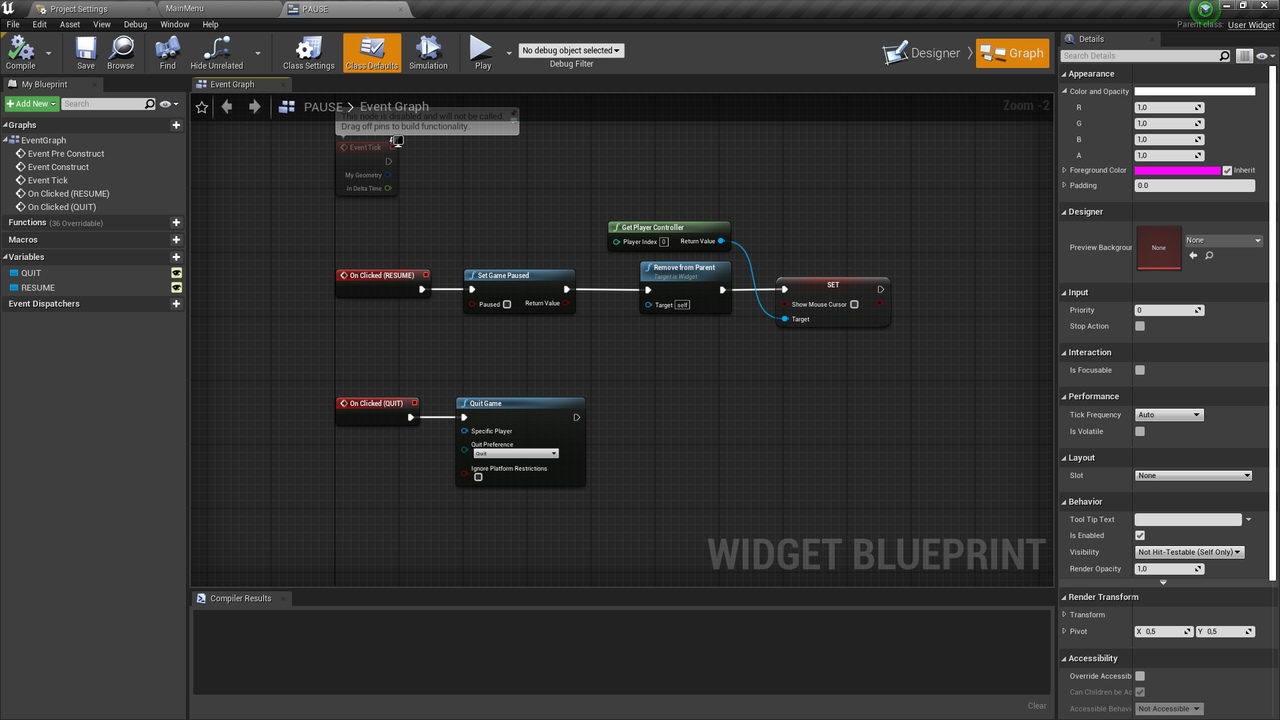 Project Settings
MainMenu
PAUSE
File Edit Asset View Debug Window Help
Parent class: User Widget
Compile
Save
Browse
Find
Hide Unrelated
Class Settings
Class Defaults
Simulation
Play
No debug object selected
Debug Filter
Designer
Graph
My Blueprint
Add New
Search
Graphs
EventGraph
Event Pre Construct
Event Construct
Event Tick
On Clicked (RESUME)
On Clicked (QUIT)
Functions (36 Overridable)
Macros
Variables
QUIT
RESUME
Event Dispatchers
Event Graph
PAUSE > Event Graph
Zoom -2
This node is disabled and will not be called.
Drag off pins to build functionality.
Event Tick
My Geometry
In Delta Time
Get Player Controller
Player Index 0 Return Value
On Clicked (RESUME)
Set Game Paused
Paused Return Value
Remove from Parent
Target is Widget
Target self
SET
Show Mouse Cursor
Target
On Clicked (QUIT)
Quit Game
Specific Player
Quit Preference
Quit
Ignore Platform Restrictions
WIDGET BLUEPRINT
Compiler Results
Clear
Details
Search Details
Appearance
Color and Opacity
R 1,0
G 1,0
B 1,0
A 1,0
Foreground Color Inherit
Padding 0.0
Designer
Preview Backgrour None None
Input
Priority 0
Stop Action
Interaction
Is Focusable
Performance
Tick Frequency Auto
Is Volatile
Layout
Slot None
Behavior
Tool Tip Text
Is Enabled
Visibility Not Hit-Testable (Self Only)
Render Opacity 1,0
Render Transform
Transform
Pivot X 0,5 Y 0,5
Accessibility
Override Accessib
Can Children be Ac
Accessible Behavi Not Accessible